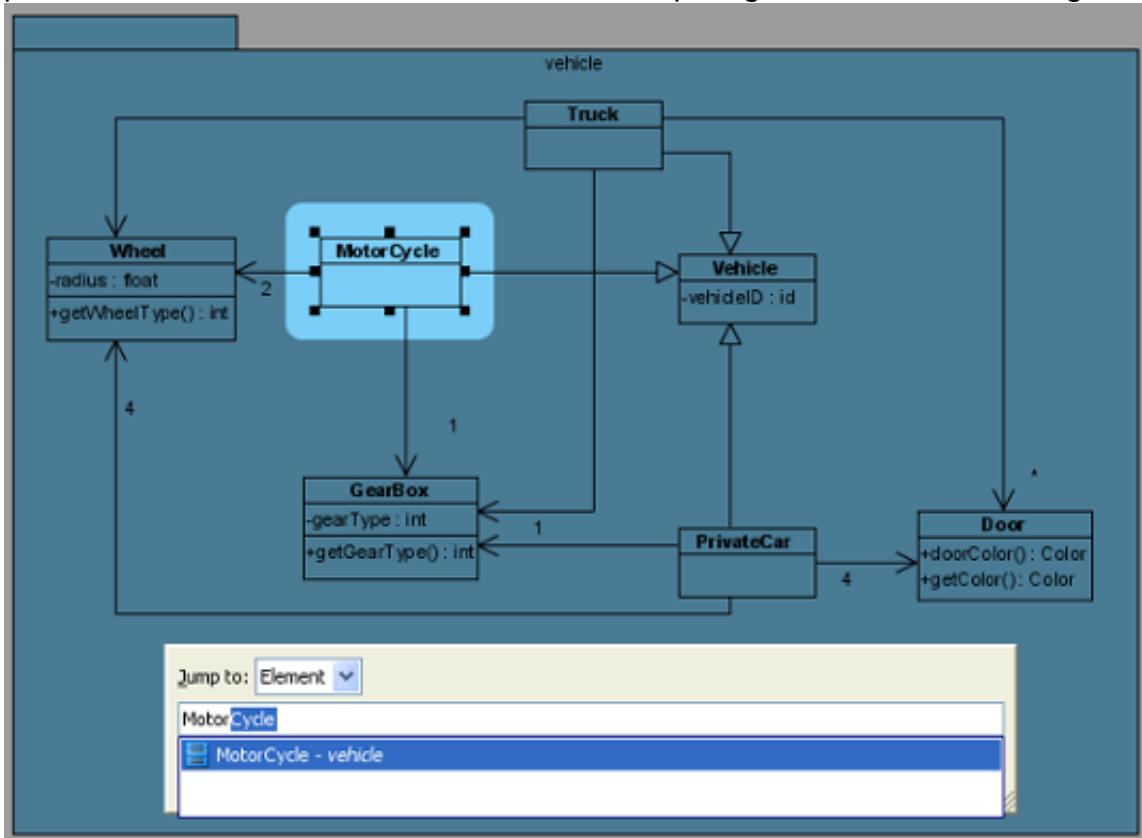 vehicle
Truck
Wheel
-radius : float
+getWheelType() : int
2
MotorCycle
Vehicle
-vehicleID : id
4
1
GearBox
-gearType : int
+getGearType() : int
1
PrivateCar
4
*
Door
+doorColor() : Color
+getColor() : Color
Jump to: Element
MotorCycle
MotorCycle - vehicle